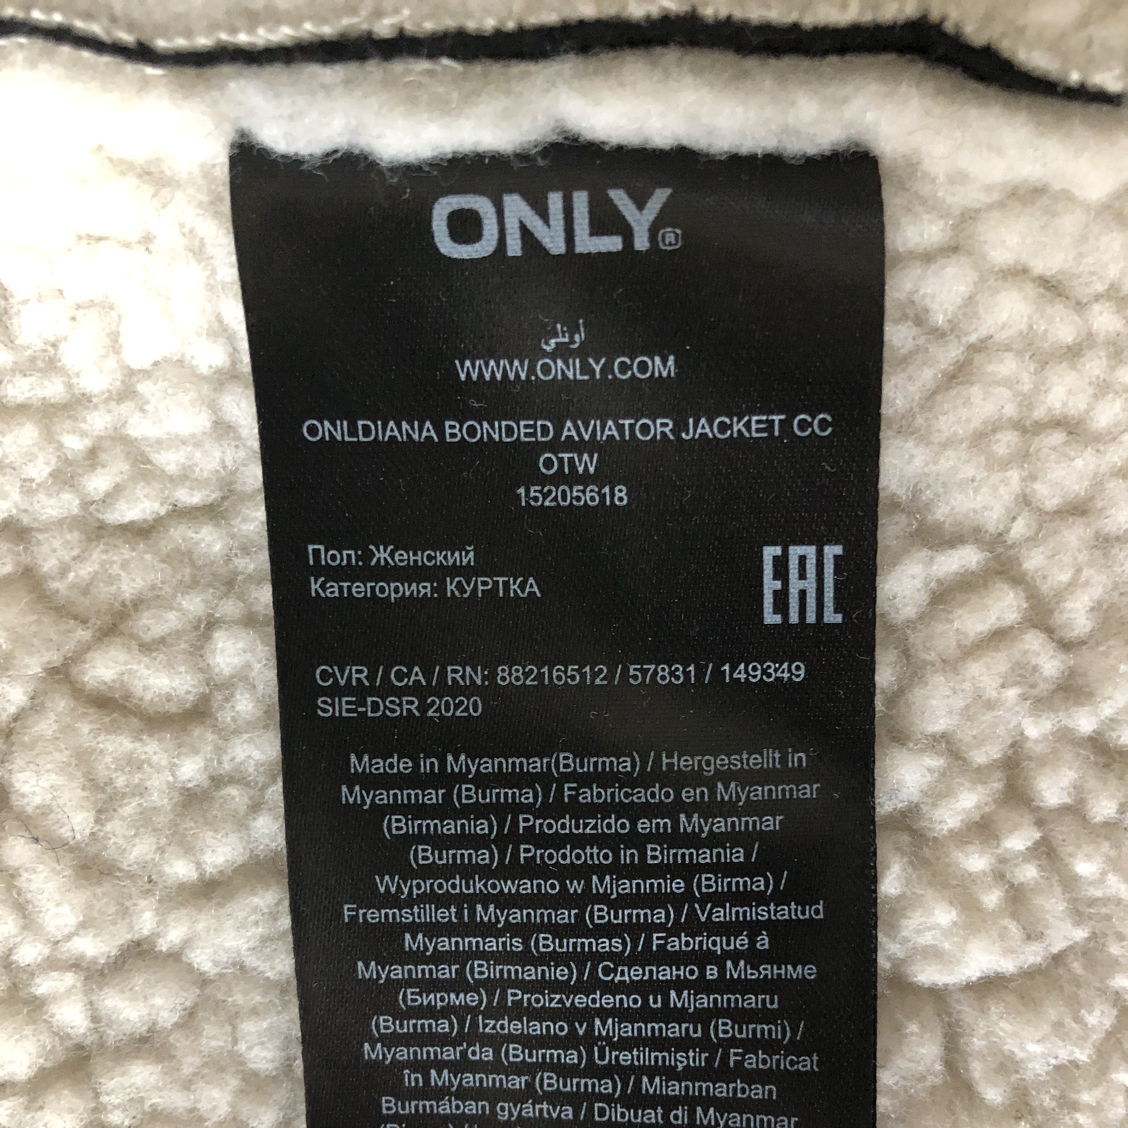 ONLY®
أونلي
WWW.ONLY.COM
ONLDIANA BONDED AVIATOR JACKET CC
OTW
15205618
Пол: Женский
Категория: КУРТКА
EAC
CVR / CA / RN: 88216512 / 57831 / 149349
SIE-DSR 2020
Made in Myanmar(Burma) / Hergestellt in
Myanmar (Burma) / Fabricado en Myanmar
(Birmania) / Produzido em Myanmar
(Burma) / Prodotto in Birmania /
Wyprodukowano w Mjanmie (Birma) /
Fremstillet i Myanmar (Burma) / Valmistatud
Myanmaris (Burmas) / Fabriqué à
Myanmar (Birmanie) / Сделано в Мьянме
(Бирме) / Proizvedeno u Mjanmaru
(Burma) / Izdelano v Mjanmaru (Burmi) /
Myanmar'da (Burma) Üretilmiştir / Fabricat
în Myanmar (Burma) / Mianmarban
Burmában gyártva / Dibuat di Myanmar